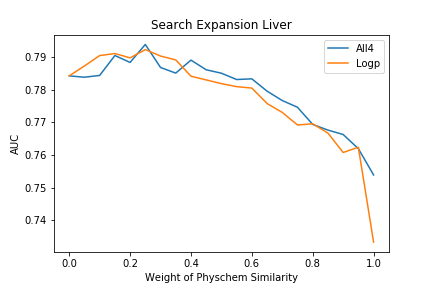 Search Expansion Liver
All4
Logp
0.79
0.78
0.77
0.76
0.75
0.74
AUC
0.0 0.2 0.4 0.6 0.8 1.0
Weight of Physchem Similarity